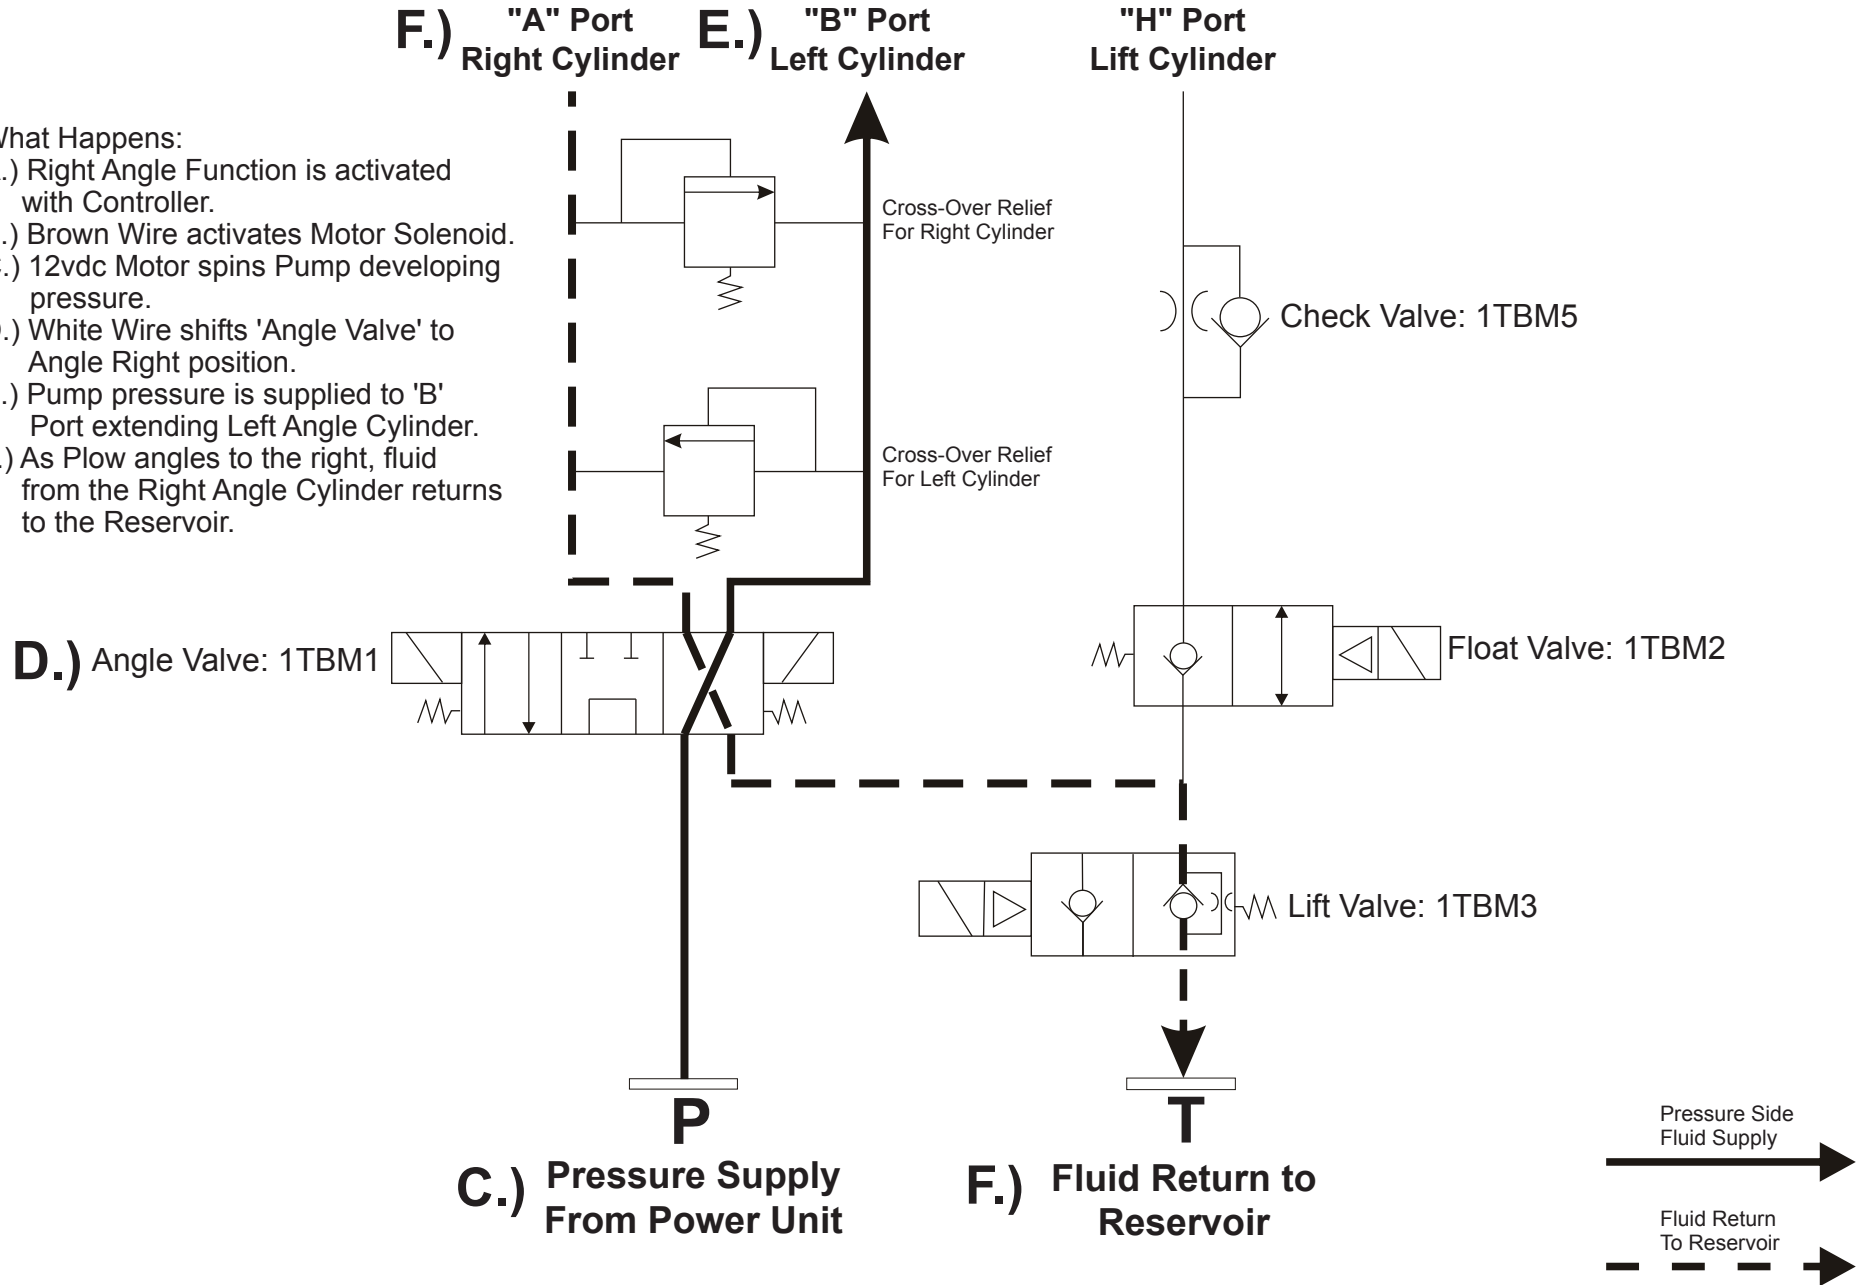 F.)
"A" Port
Right Cylinder
E.)
"B" Port
Left Cylinder
"H" Port
Lift Cylinder
What Happens:
.) Right Angle Function is activated
with Controller.
.) Brown Wire activates Motor Solenoid.
.) 12vdc Motor spins Pump developing
pressure.
.) White Wire shifts 'Angle Valve' to
Angle Right position.
.) Pump pressure is supplied to 'B'
Port extending Left Angle Cylinder.
.) As Plow angles to the right, fluid
from the Right Angle Cylinder returns
to the Reservoir.
Cross-Over Relief
For Right Cylinder
Check Valve: 1TBM5
Cross-Over Relief
For Left Cylinder
D.) Angle Valve: 1TBM1
Float Valve: 1TBM2
Lift Valve: 1TBM3
P
C.) Pressure Supply
From Power Unit
T
F.) Fluid Return to
Reservoir
Pressure Side
Fluid Supply
Fluid Return
To Reservoir